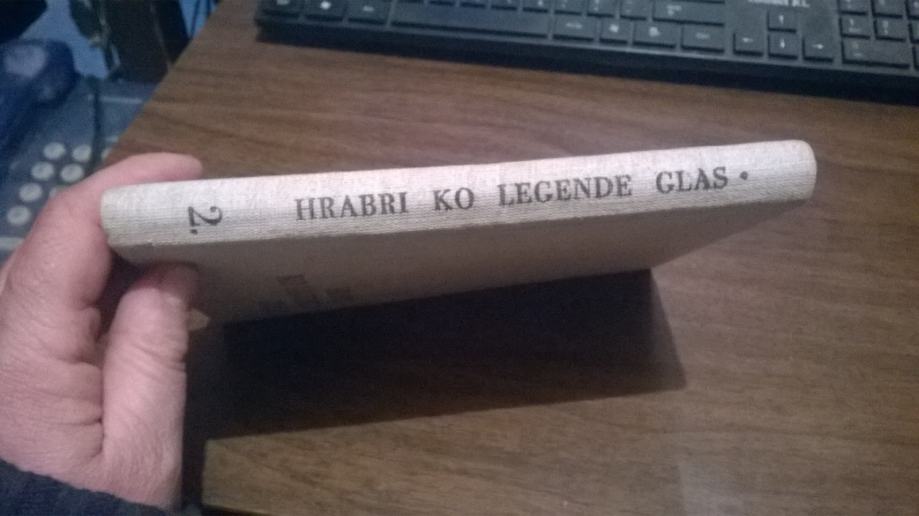 HRABRI KO LEGENDE GLAS •
2.